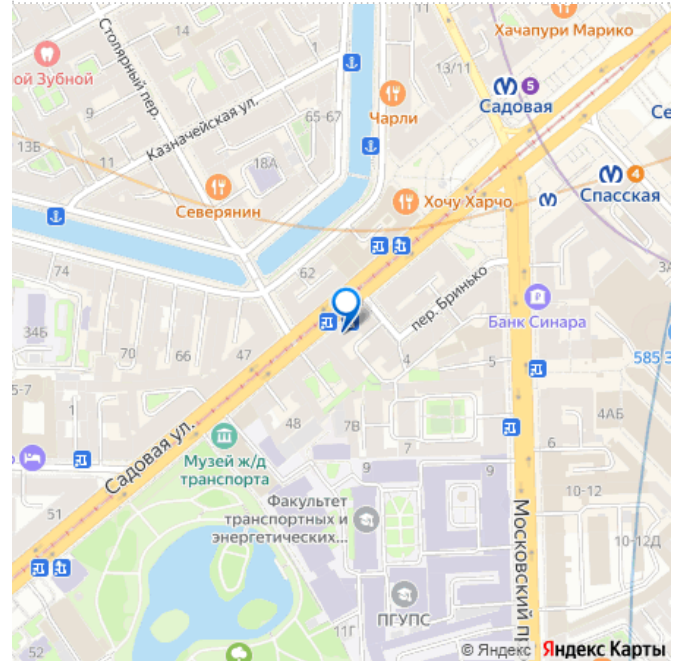 Хачапури Марико
ой Зубной
Столярный пер.
9
13/11
5
Садовая
Се
Чарли
65-67
Казначейская ул.
13Б
11
18А
4
Спасская
Северянин
Хочу Харчо
74
62
3А
пер. Бринько
Банк Синара
34Б
70
66
47
4
5
585
5-7
1
48
7В
7
4АБ
6
Садовая ул.
Музей ж/д
транспорта
9
9
51
Факультет
транспортных и
энергетических...
10-12
Московский пр
10-12Д
ПГУПС
11Г
© Яндекс Яндекс Карты